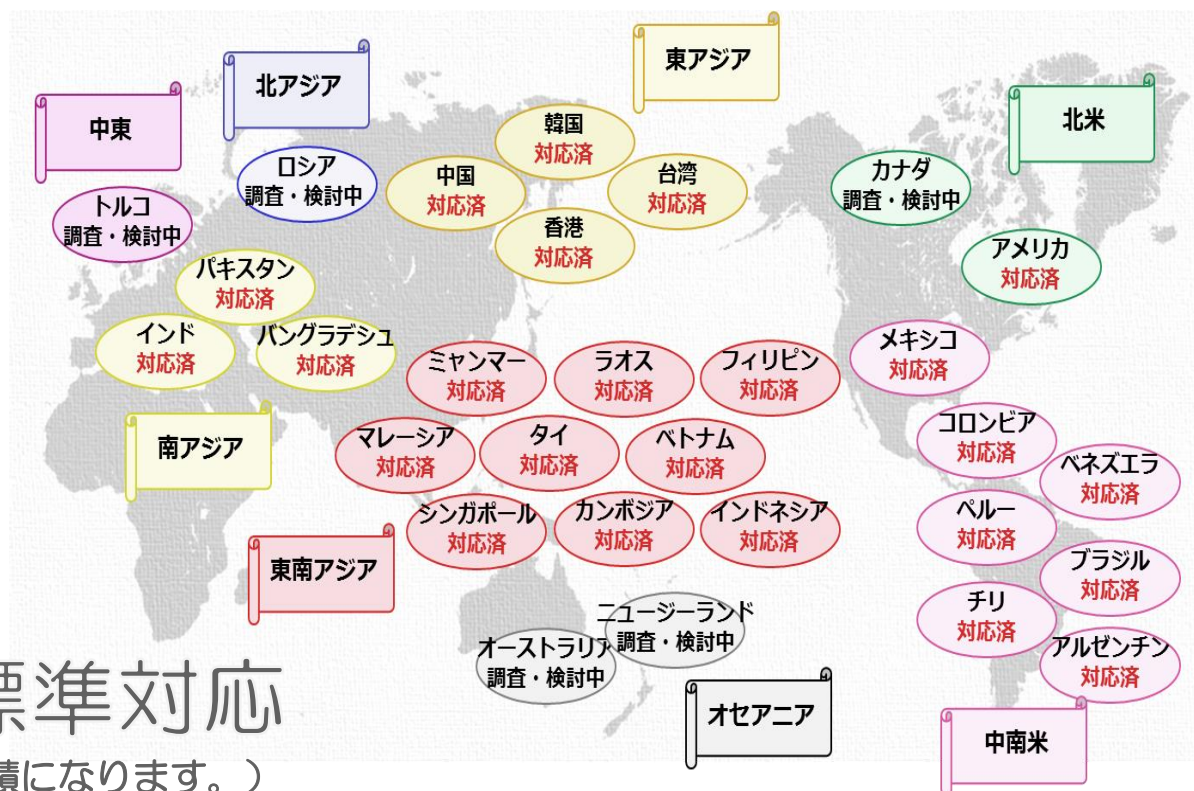 東アジア
北アジア
中東
北米
韓国
対応済
ロシア
調査・検討中
中国
対応済
台湾
対応済
カナダ
調査・検討中
トルコ
調査・検討中
香港
対応済
アメリカ
対応済
パキスタン
対応済
インド
対応済
バングラデシュ
対応済
メキシコ
対応済
ミャンマー
対応済
ラオス
対応済
フィリピン
対応済
南アジア
マレーシア
対応済
タイ
対応済
ベトナム
対応済
コロンビア
対応済
ベネズエラ
対応済
シンガポール
対応済
カンボジア
対応済
インドネシア
対応済
ペルー
対応済
東南アジア
ブラジル
対応済
チリ
対応済
ニュージーランド
調査・検討中
オーストラリア
調査・検討中
アルゼンチン
対応済
標準対応
オセアニア
中南米
績になります。）